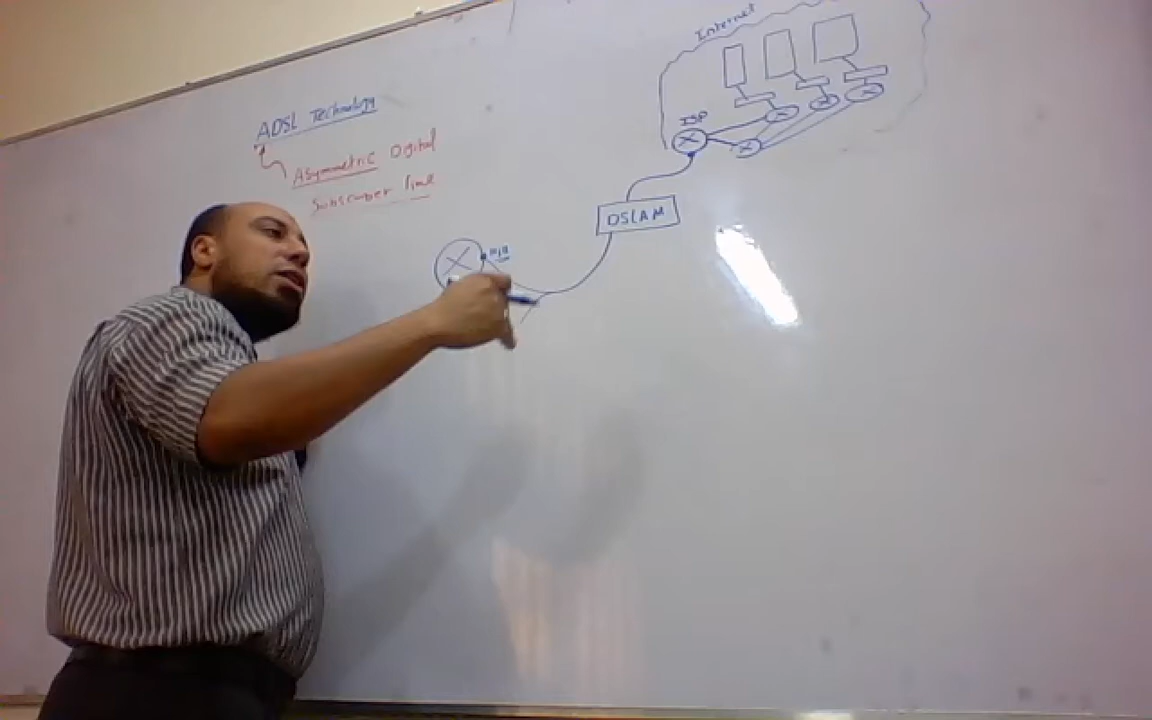 ADSL Technology
Asymmetric Digital
Subscriber line
Internet
ISP
DSLAM